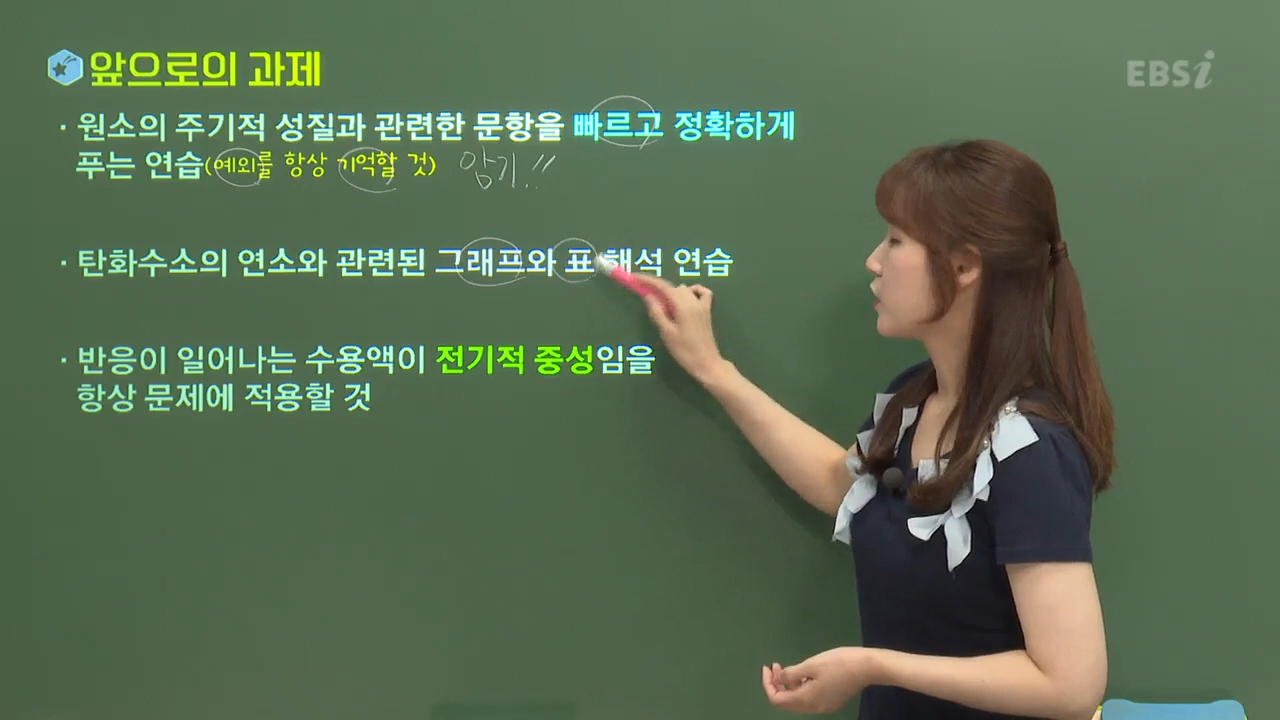 앞으로의 과제
EBSi
· 원소의 주기적 성질과 관련한 문항을 빠르고 정확하게
푸는 연습(예외를 항상 기억할 것) 암기!!
· 탄화수소의 연소와 관련된 그래프와 표 해석 연습
· 반응이 일어나는 수용액이 전기적 중성임을
항상 문제에 적용할 것